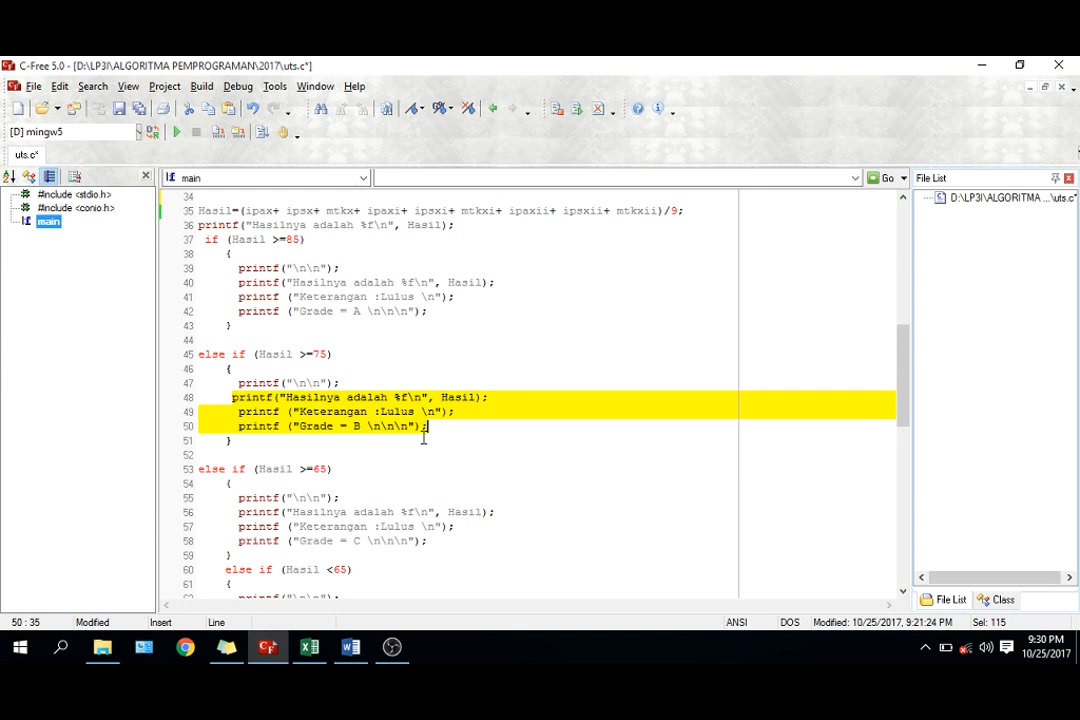 C-Free 5.0 - [D:\LP3I\ALGORITMA PEMPROGRAMAN\2017\uts.c*]
File Edit Search View Project Build Debug Tools Window Help
[D] mingw5
uts.c*
main
Go
File List
#include <stdio.h>
#include <conio.h>
main
D:\LP3I\ALGORITMA ...\uts.c*
34
35 Hasil=(ipax+ ipsx+ mtkx+ ipaxi+ ipsxi+ mtkxi+ ipaxii+ ipsxii+ mtkxii)/9;
36 printf("Hasilnya adalah %f\n", Hasil);
37 if (Hasil >=85)
38 {
39 printf("\n\n");
40 printf("Hasilnya adalah %f\n", Hasil);
41 printf ("Keterangan :Lulus \n");
42 printf ("Grade = A \n\n\n");
43 }
44
45 else if (Hasil >=75)
46 {
47 printf("\n\n");
48 printf("Hasilnya adalah %f\n", Hasil);
49 printf ("Keterangan :Lulus \n");
50 printf ("Grade = B \n\n\n");
51 }
52
53 else if (Hasil >=65)
54 {
55 printf("\n\n");
56 printf("Hasilnya adalah %f\n", Hasil);
57 printf ("Keterangan :Lulus \n");
58 printf ("Grade = C \n\n\n");
59 }
60 else if (Hasil <65)
61 {
printf("\n\n");
File List Class
50 : 35 Modified Insert Line ANSI DOS Modified: 10/25/2017, 9:21:24 PM Sel: 115
9:30 PM
10/25/2017